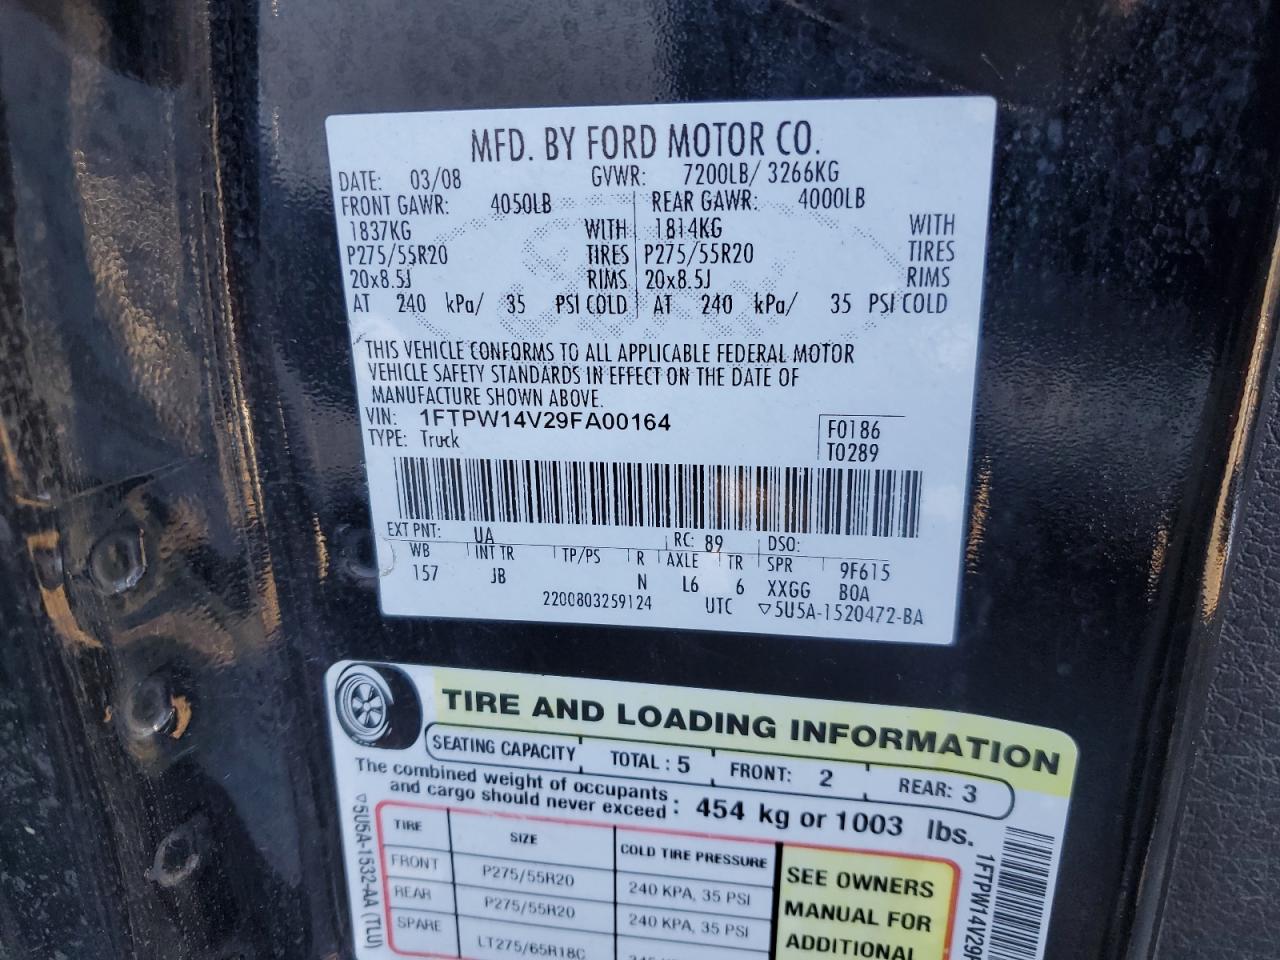 MFD. BY FORD MOTOR CO.
DATE: 03/08 GVWR: 7200LB/ 3266KG
FRONT GAWR: 4050LB REAR GAWR: 4000LB
1837KG WITH 1814KG WITH
P275/55R20 TIRES P275/55R20 TIRES
20x8.5J RIMS 20x8.5J RIMS
AT 240 kPa/ 35 PSI COLD AT 240 kPa/ 35 PSI COLD
THIS VEHICLE CONFORMS TO ALL APPLICABLE FEDERAL MOTOR
VEHICLE SAFETY STANDARDS IN EFFECT ON THE DATE OF
MANUFACTURE SHOWN ABOVE.
VIN: 1FTPW14V29FA00164
TYPE: Truck
F0186
T0289
EXT PNT: UA RC: 89 DSO:
WB INT TR TP/PS R AXLE TR SPR 9F615
157 JB N L6 6 XXGG BOA
2200803259124 UTC ▽5U5A-1520472-BA
TIRE AND LOADING INFORMATION
SEATING CAPACITY TOTAL : 5 FRONT: 2 REAR: 3
The combined weight of occupants
and cargo should never exceed : 454 kg or 1003 lbs.
TIRE SIZE COLD TIRE PRESSURE
FRONT P275/55R20 240 KPA, 35 PSI
REAR P275/55R20 240 KPA, 35 PSI
SPARE LT275/65R18C
SEE OWNERS
MANUAL FOR
ADDITIONAL
▽5U5A-1532-AA (TLU)
1FTPW14V29F